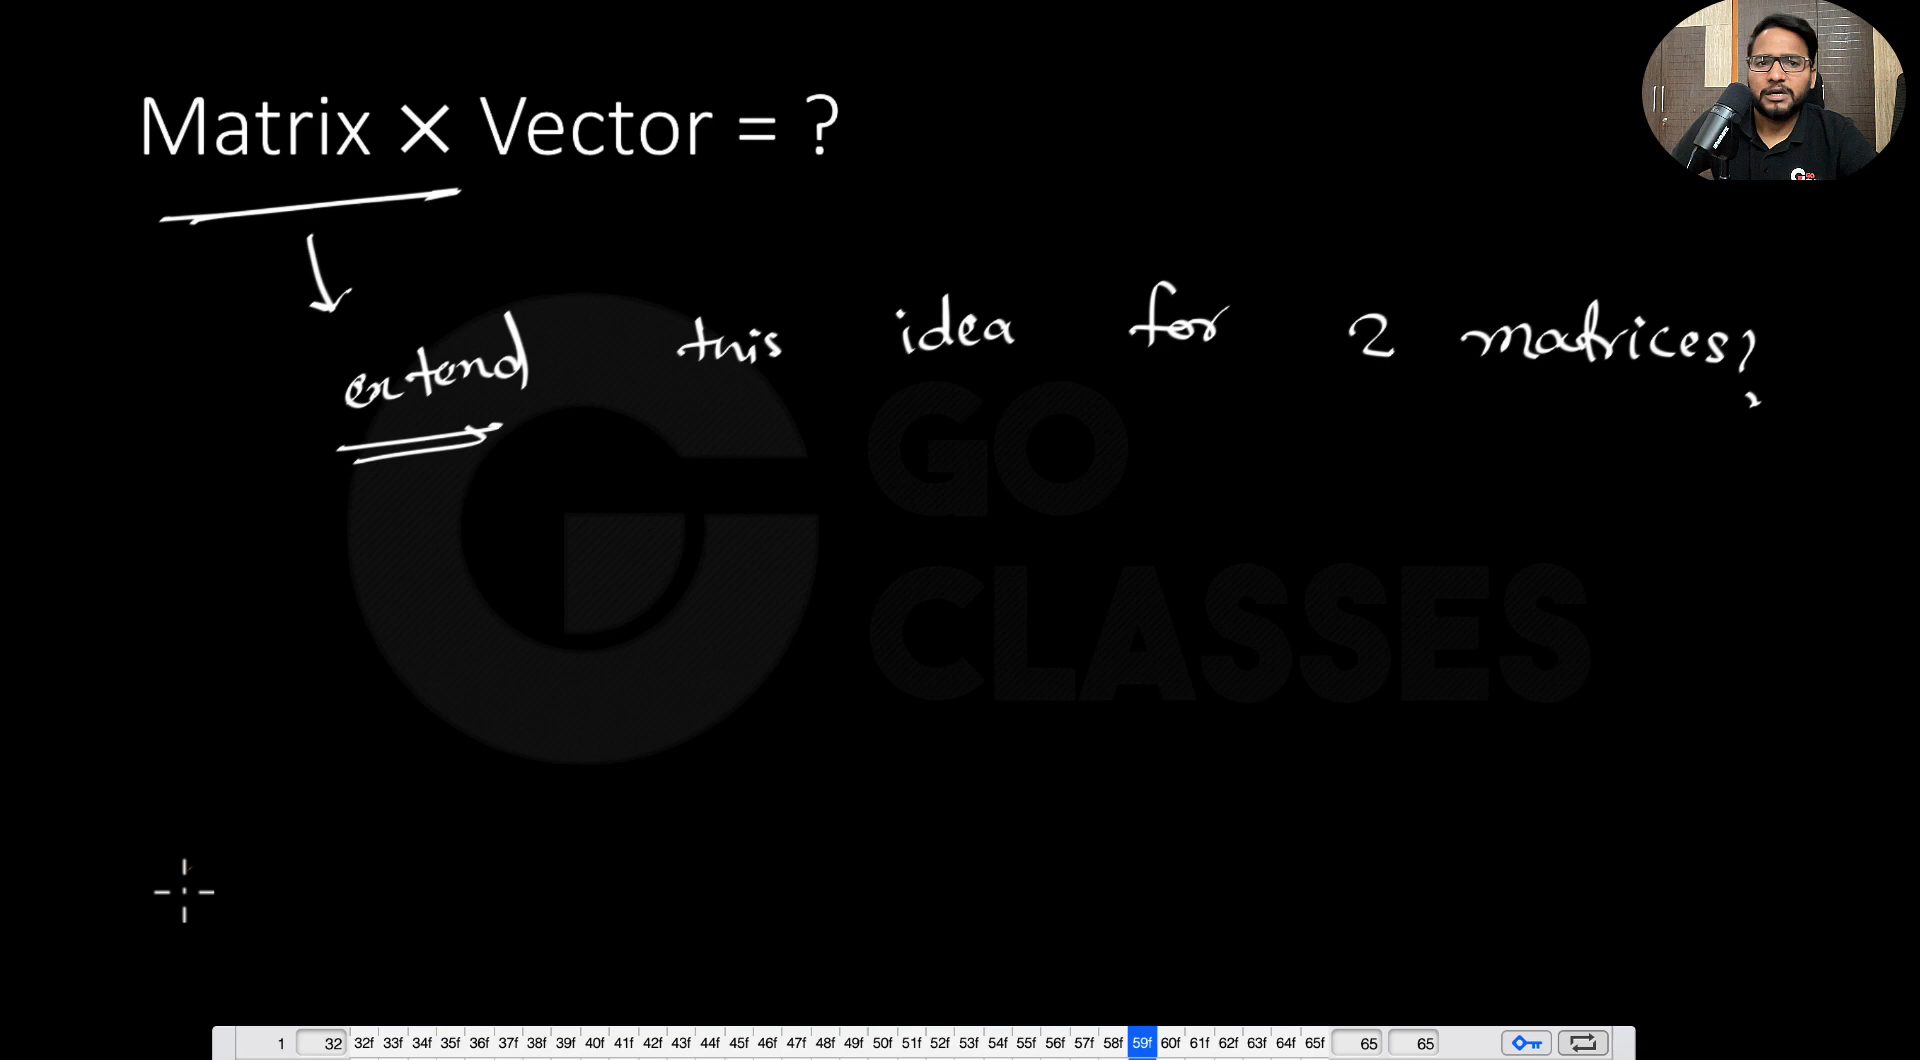 Matrix × Vector = ?
extend this idea for 2 matrices?
GO
CLASSES
1 32 32f 33f 34f 35f 36f 37f 38f 39f 40f 41f 42f 43f 44f 45f 46f 47f 48f 49f 50f 51f 52f 53f 54f 55f 56f 57f 58f 59f 60f 61f 62f 63f 64f 65f 65 65